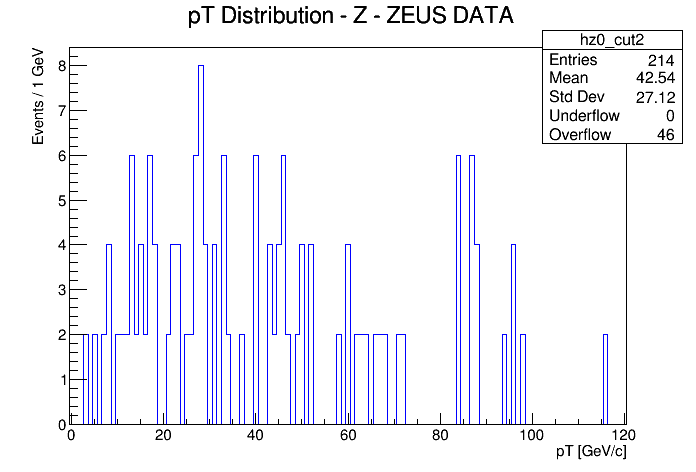 pT Distribution - Z - ZEUS DATA
hz0_cut2
Entries 214
Mean 42.54
Std Dev 27.12
Underflow 0
Overflow 46
Events / 1 GeV
8
7
6
5
4
3
2
1
0
0 20 40 60 80 100 120
pT [GeV/c]